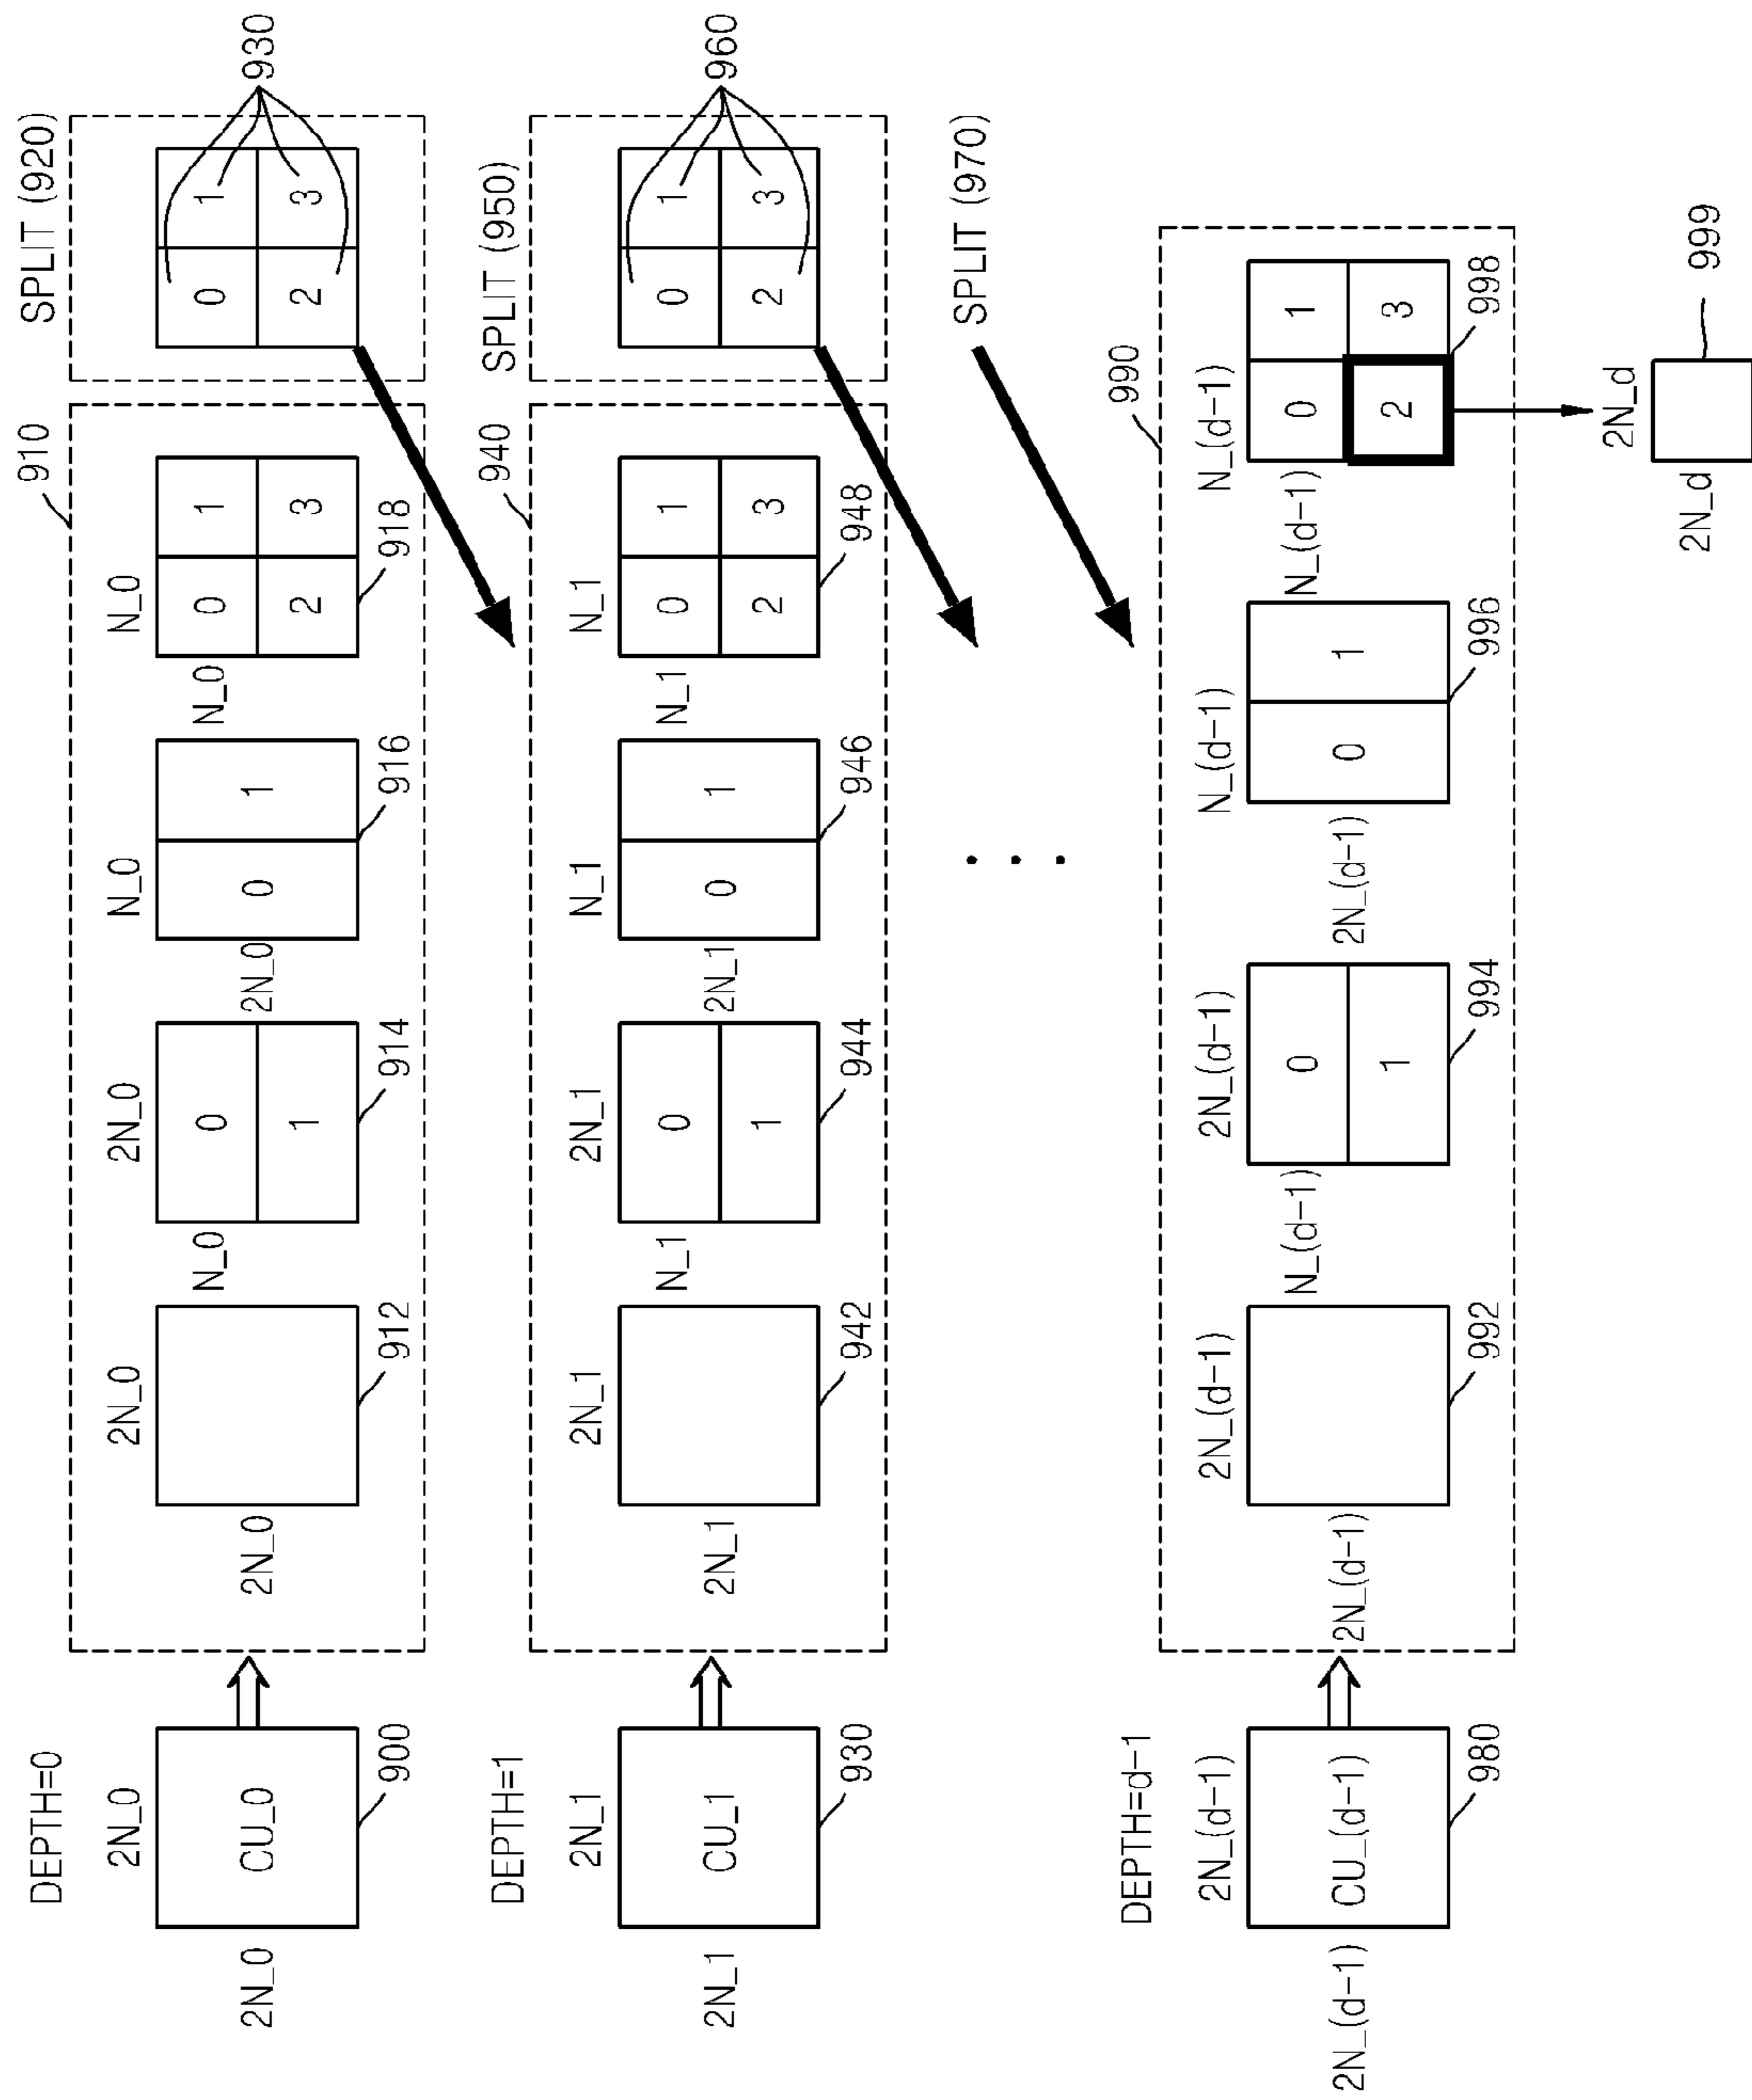 DEPTH=0
2N_0
2N_0
CU_0
900
910
2N_0
2N_0
912
2N_0
N_0
0
1
914
N_0
2N_0
0
1
916
N_0
N_0
0
1
2
3
918
SPLIT (920)
0
1
2
3
930
DEPTH=1
2N_1
2N_1
CU_1
930
940
2N_1
2N_1
942
2N_1
N_1
0
1
944
N_1
2N_1
0
1
946
N_1
N_1
0
1
2
3
948
SPLIT (950)
0
1
2
3
960
SPLIT (970)
DEPTH=d-1
2N_(d-1)
2N_(d-1)
CU_(d-1)
980
990
2N_(d-1)
2N_(d-1)
992
2N_(d-1)
N_(d-1)
0
1
994
N_(d-1)
2N_(d-1)
0
1
996
N_(d-1)
N_(d-1)
0
1
2
3
998
2N_d
2N_d
999